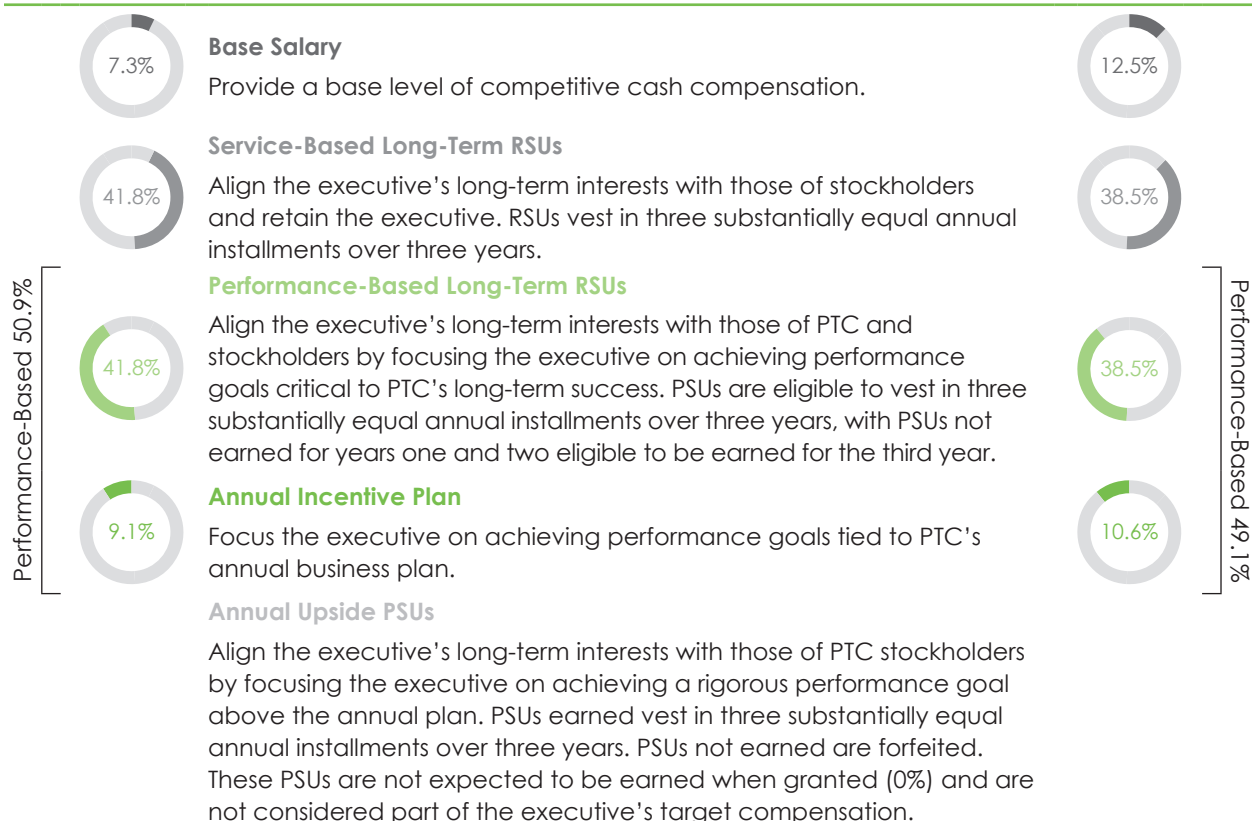 7.3%
Base Salary
Provide a base level of competitive cash compensation.
12.5%
41.8%
Service-Based Long-Term RSUs
Align the executive’s long-term interests with those of stockholders
and retain the executive. RSUs vest in three substantially equal annual
installments over three years.
38.5%
Performance-Based 50.9%
41.8%
Performance-Based Long-Term RSUs
Align the executive’s long-term interests with those of PTC and
stockholders by focusing the executive on achieving performance
goals critical to PTC’s long-term success. PSUs are eligible to vest in three
substantially equal annual installments over three years, with PSUs not
earned for years one and two eligible to be earned for the third year.
38.5%
Performance-Based 49.1%
9.1%
Annual Incentive Plan
Focus the executive on achieving performance goals tied to PTC’s
annual business plan.
10.6%
Annual Upside PSUs
Align the executive’s long-term interests with those of PTC stockholders
by focusing the executive on achieving a rigorous performance goal
above the annual plan. PSUs earned vest in three substantially equal
annual installments over three years. PSUs not earned are forfeited.
These PSUs are not expected to be earned when granted (0%) and are
not considered part of the executive’s target compensation.